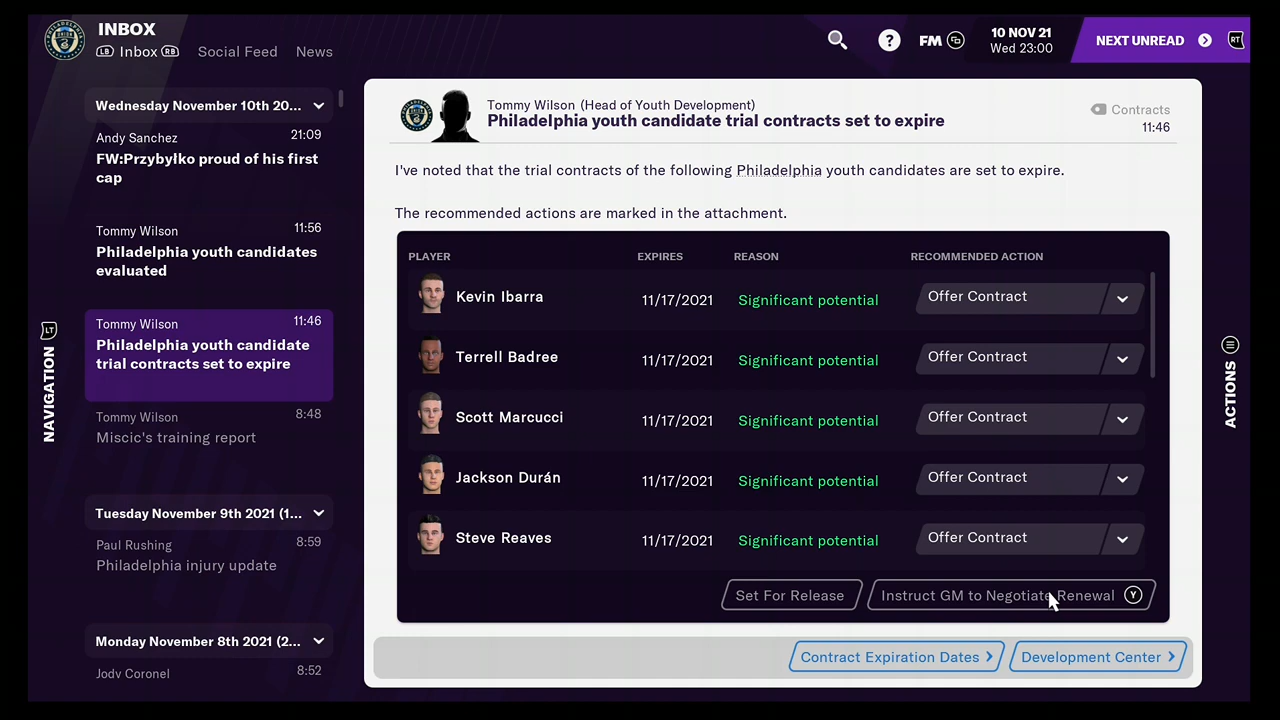 INBOX
LB Inbox RB Social Feed News
FM
10 NOV 21
Wed 23:00
NEXT UNREAD
RT
Wednesday November 10th 20...
Andy Sanchez 21:09
FW:Przybyłko proud of his first
cap
Tommy Wilson 11:56
Philadelphia youth candidates
evaluated
Tommy Wilson 11:46
Philadelphia youth candidate
trial contracts set to expire
Tommy Wilson 8:48
Miscic's training report
Tuesday November 9th 2021 (1...
Paul Rushing 8:59
Philadelphia injury update
Monday November 8th 2021 (2...
Jody Coronel 8:52
LT
NAVIGATION
Tommy Wilson (Head of Youth Development)
Philadelphia youth candidate trial contracts set to expire
Contracts
11:46
I've noted that the trial contracts of the following Philadelphia youth candidates are set to expire.
The recommended actions are marked in the attachment.
PLAYER EXPIRES REASON RECOMMENDED ACTION
Kevin Ibarra 11/17/2021 Significant potential Offer Contract
Terrell Badree 11/17/2021 Significant potential Offer Contract
Scott Marcucci 11/17/2021 Significant potential Offer Contract
Jackson Durán 11/17/2021 Significant potential Offer Contract
Steve Reaves 11/17/2021 Significant potential Offer Contract
Set For Release Instruct GM to Negotiate Renewal Y
Contract Expiration Dates Development Center
ACTIONS